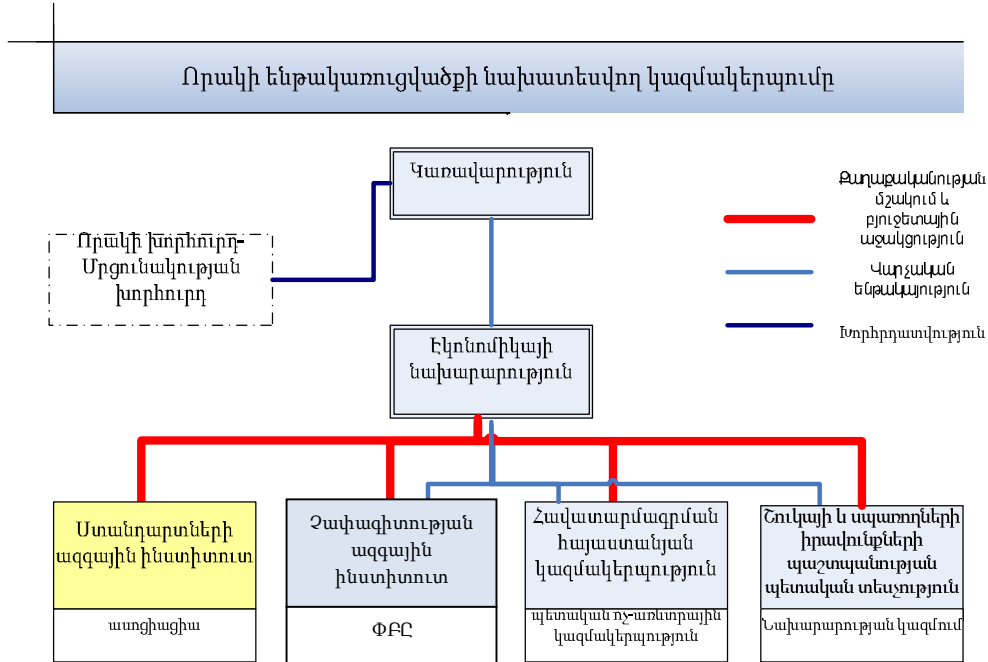 Որակի ենթակառուցվածքի նախատեսվող կազմակերպումը
Կառավարություն
Որակի խորհուրդ-
Մրցունակության
խորհուրդ
Քաղաքականության
մշակում և
բյուջետային
աջակցություն
Վարչական
ենթակայություն
Խորհրդատվություն
Էկոնոմիկայի
նախարարություն
Ստանդարտների
ազգային ինստիտուտ
ասոցիացիա
Չափագիտության
ազգային
ինստիտուտ
ՓԲԸ
Հավատարմագրման
հայաստանյան
կազմակերպություն
պետական ոչ-առևտրային
կազմակերպություն
Շուկայի և սպառողների
իրավունքների
պաշտպանության
պետական տեսչություն
Նախարարության կազմում